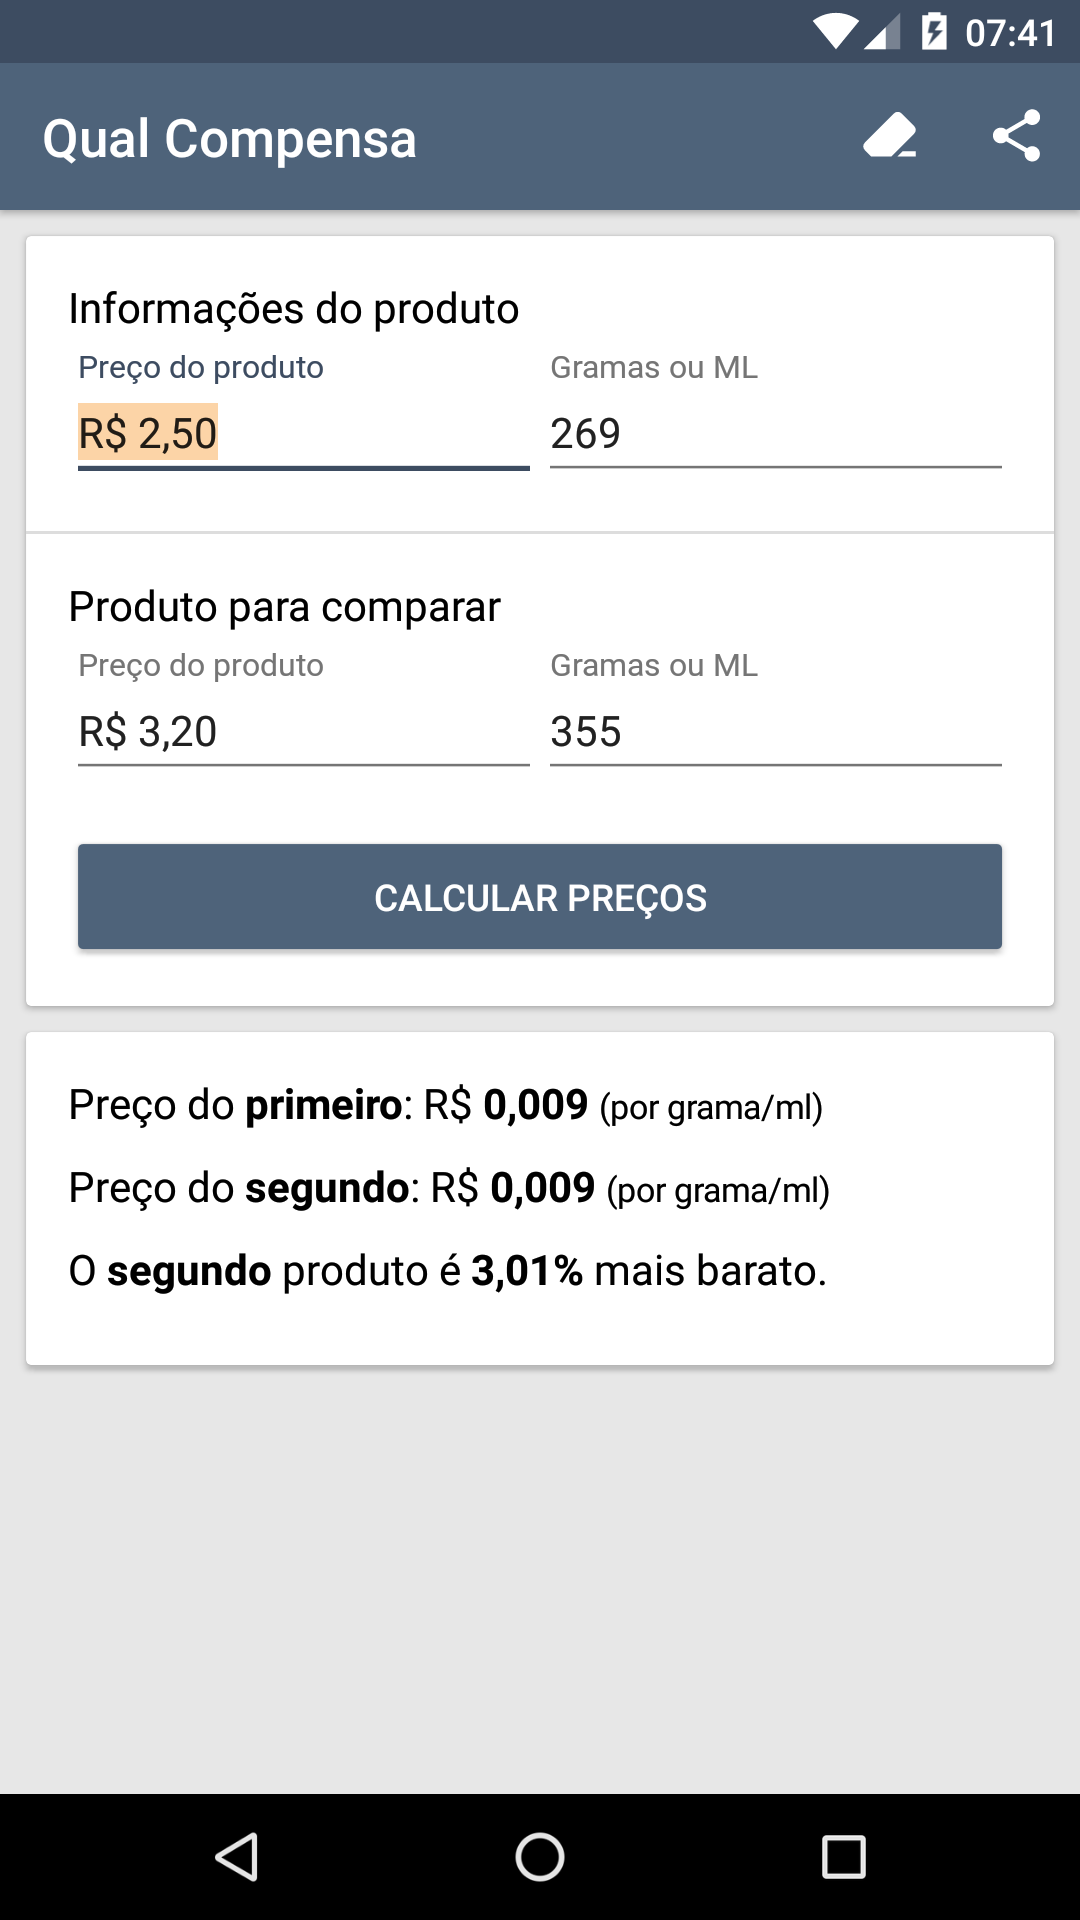 07:41
Qual Compensa
Informações do produto
Preço do produto Gramas ou ML
R$ 2,50 269
Produto para comparar
Preço do produto Gramas ou ML
R$ 3,20 355
CALCULAR PREÇOS
Preço do primeiro: R$ 0,009 (por grama/ml)
Preço do segundo: R$ 0,009 (por grama/ml)
O segundo produto é 3,01% mais barato.